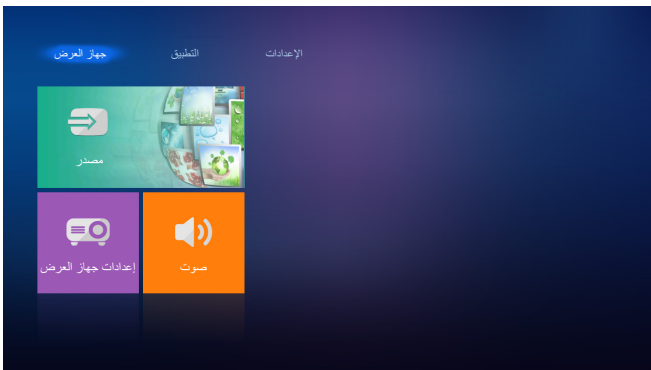 جهاز العرض
التطبيق
الإعدادات
مصدر
إعدادات جهاز العرض
صوت